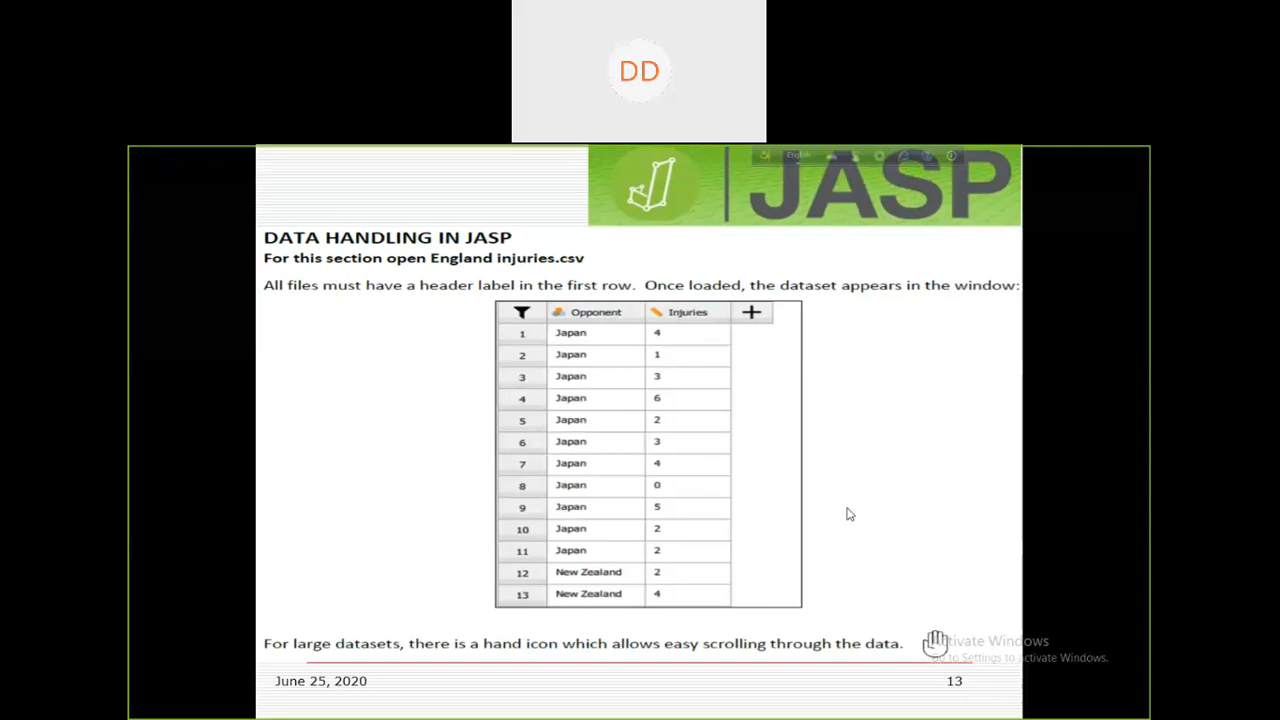 DD
English
JASP
DATA HANDLING IN JASP
For this section open England injuries.csv
All files must have a header label in the first row. Once loaded, the dataset appears in the window:
Opponent Injuries
1 Japan 4
2 Japan 1
3 Japan 3
4 Japan 6
5 Japan 2
6 Japan 3
7 Japan 4
8 Japan 0
9 Japan 5
10 Japan 2
11 Japan 2
12 New Zealand 2
13 New Zealand 4
For large datasets, there is a hand icon which allows easy scrolling through the data.
Activate Windows
Go to Settings to activate Windows.
June 25, 2020 13